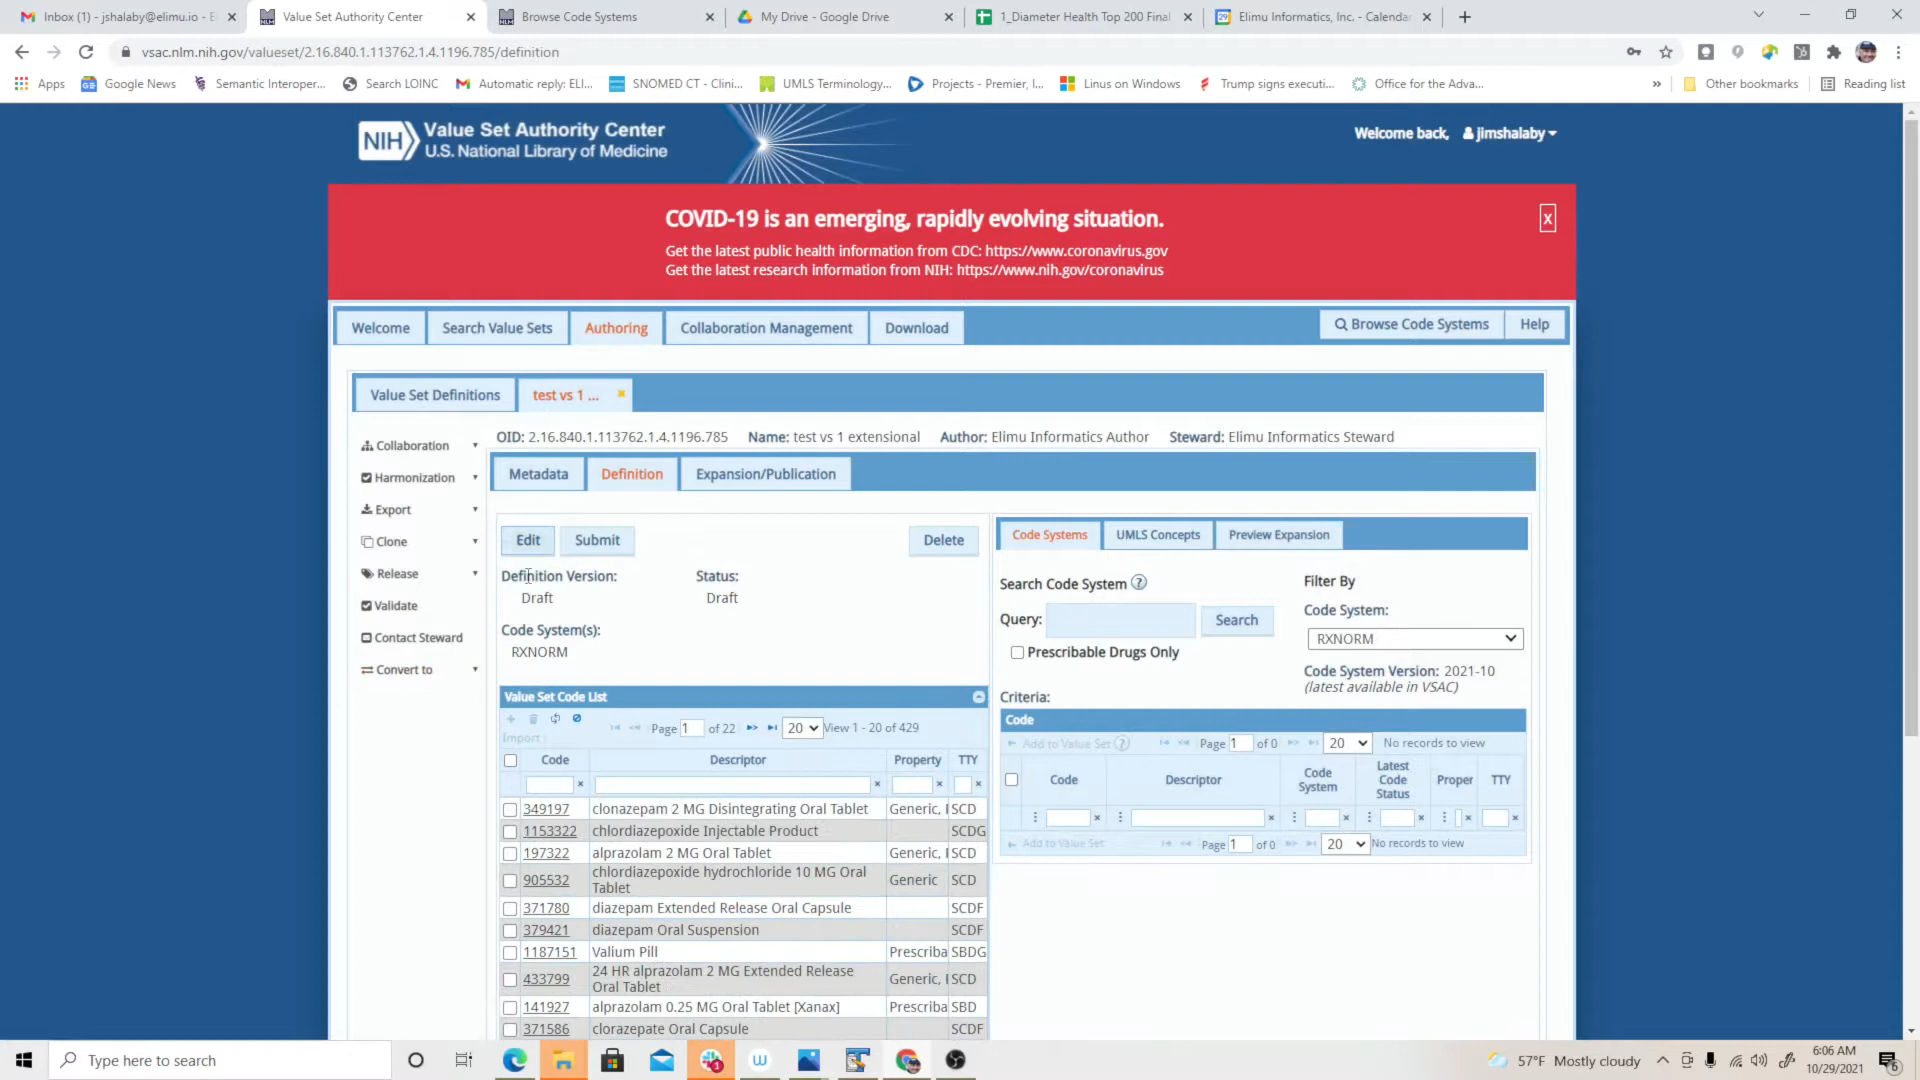 Inbox (1) - jshalaby@elimu.io - E
Value Set Authority Center
Browse Code Systems
My Drive - Google Drive
1_Diameter Health Top 200 Final
Elimu Informatics, Inc. - Calendar
vsac.nlm.nih.gov/valueset/2.16.840.1.113762.1.4.1196.785/definition
Apps
Google News
Semantic Interoper...
Search LOINC
Automatic reply: ELI...
SNOMED CT - Clini...
UMLS Terminology...
Projects - Premier, I...
Linus on Windows
Trump signs executi...
Office for the Adva...
Other bookmarks
Reading list
NIH
Value Set Authority Center
U.S. National Library of Medicine
Welcome back, jimshalaby
COVID-19 is an emerging, rapidly evolving situation.
X
Get the latest public health information from CDC: https://www.coronavirus.gov
Get the latest research information from NIH: https://www.nih.gov/coronavirus
Welcome
Search Value Sets
Authoring
Collaboration Management
Download
Browse Code Systems
Help
Value Set Definitions
test vs 1 ...
Collaboration
Harmonization
Export
Clone
Release
Validate
Contact Steward
Convert to
OID: 2.16.840.1.113762.1.4.1196.785 Name: test vs 1 extensional Author: Elimu Informatics Author Steward: Elimu Informatics Steward
Metadata
Definition
Expansion/Publication
Edit
Submit
Delete
Definition Version:
Draft
Status:
Draft
Code System(s):
RXNORM
Value Set Code List
Import
Page 1 of 22 20 View 1 - 20 of 429
Code Descriptor Property TTY
349197 clonazepam 2 MG Disintegrating Oral Tablet Generic, SCD
1153322 chlordiazepoxide Injectable Product SCDG
197322 alprazolam 2 MG Oral Tablet Generic, SCD
905532 chlordiazepoxide hydrochloride 10 MG Oral Tablet Generic SCD
371780 diazepam Extended Release Oral Capsule SCDF
379421 diazepam Oral Suspension SCDF
1187151 Valium Pill Prescriba SBDG
433799 24 HR alprazolam 2 MG Extended Release Oral Tablet Generic, SCD
141927 alprazolam 0.25 MG Oral Tablet [Xanax] Prescriba SBD
371586 clorazepate Oral Capsule SCDF
Code Systems
UMLS Concepts
Preview Expansion
Search Code System ?
Query:
Search
Prescribable Drugs Only
Filter By
Code System:
RXNORM
Code System Version: 2021-10
(latest available in VSAC)
Criteria:
Code
Add to Value Set ? Page 1 of 0 20 No records to view
Code Descriptor Code System Latest Code Status Proper TTY
Add to Value Set Page 1 of 0 20 No records to view
Type here to search
57°F Mostly cloudy
6:06 AM
10/29/2021